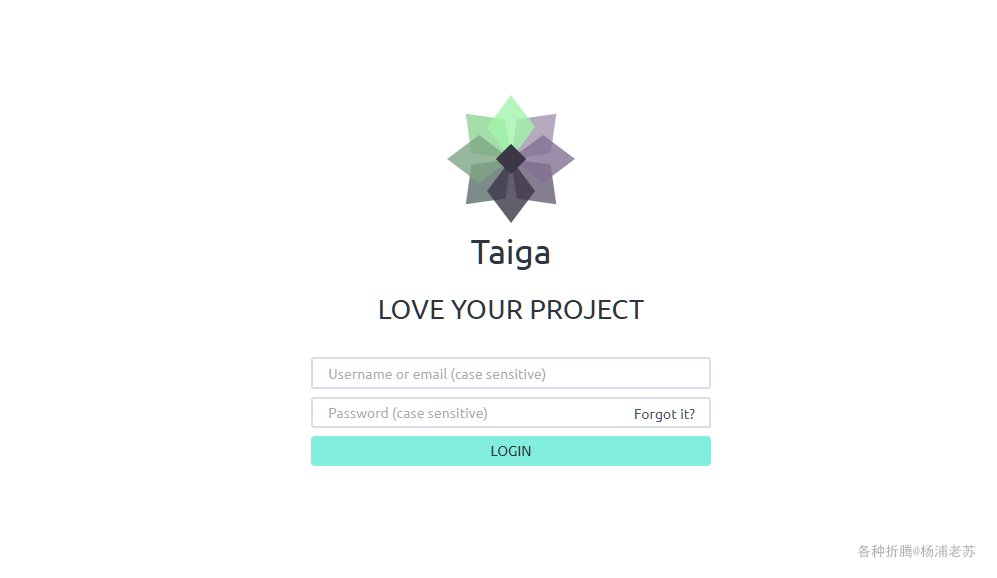 Taiga
LOVE YOUR PROJECT
Username or email (case sensitive)
Password (case sensitive) Forgot it?
LOGIN
各种折腾@杨浦老苏